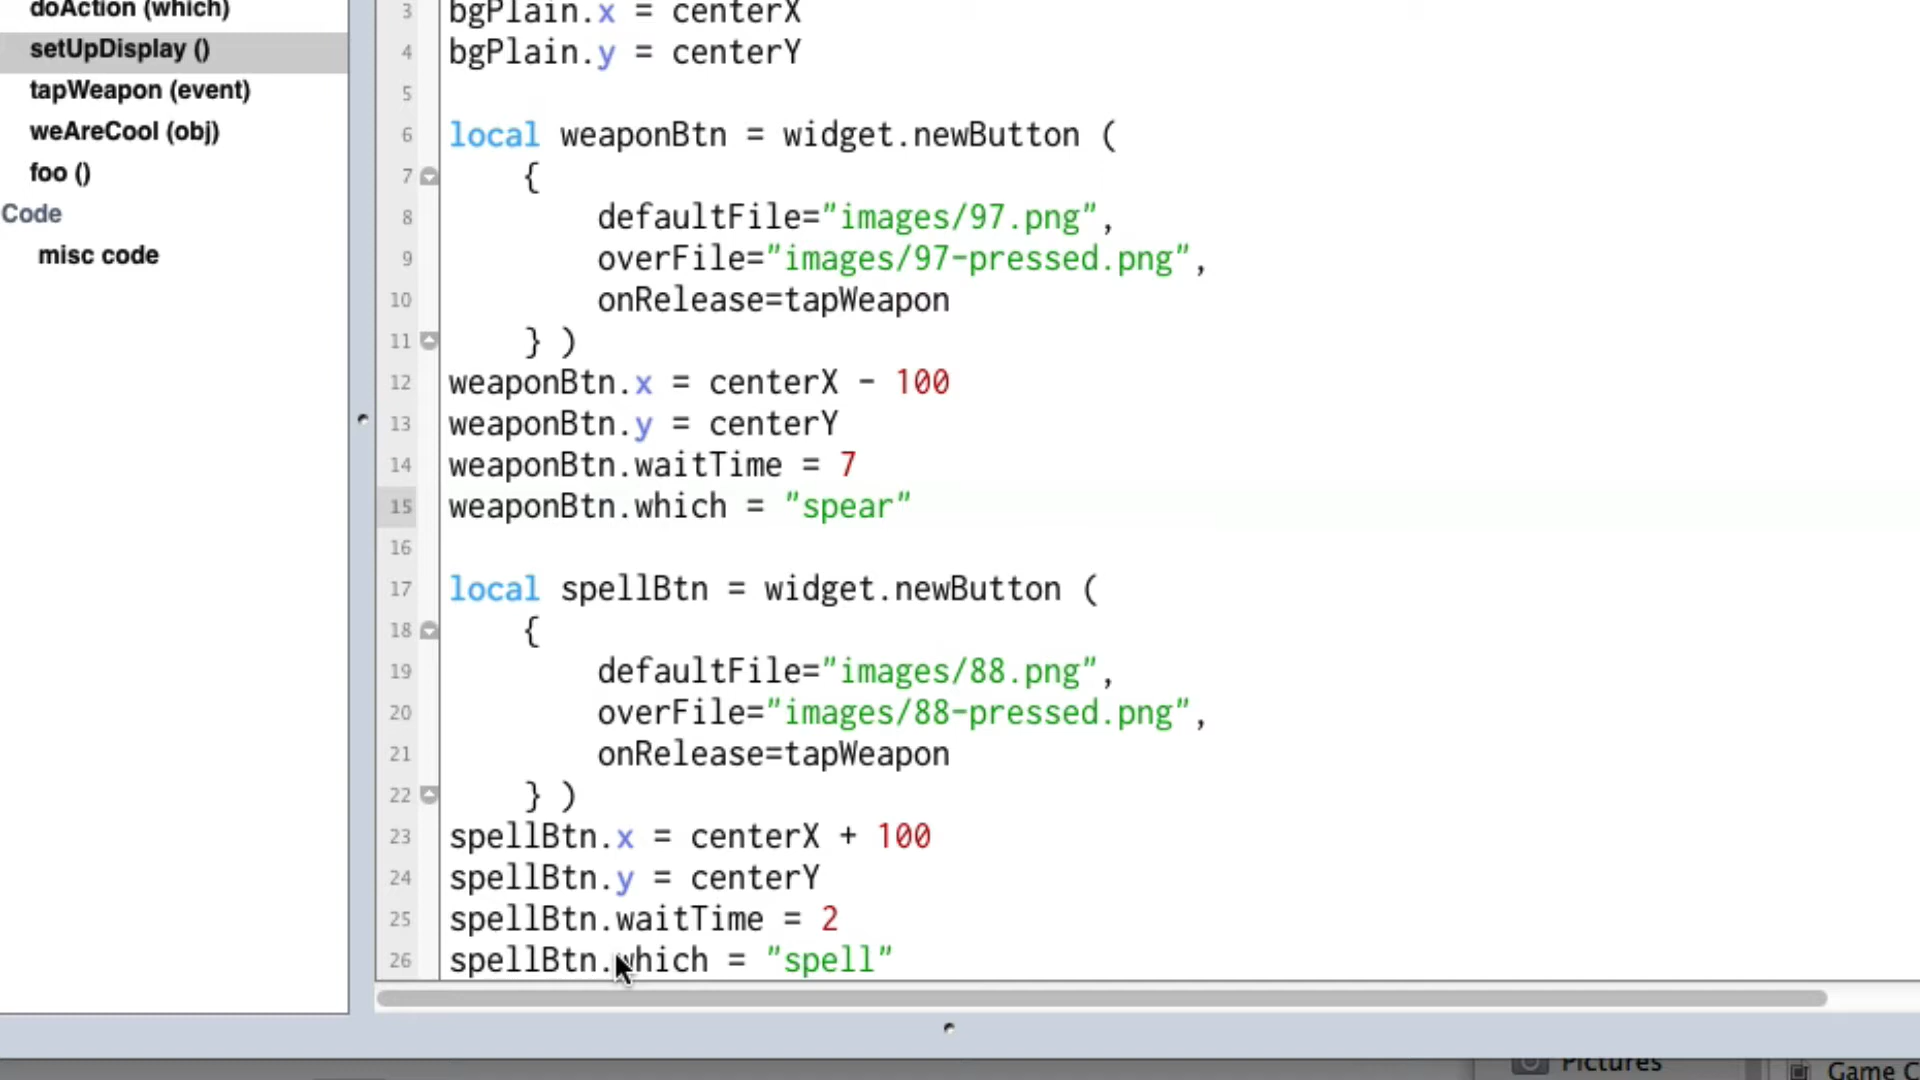 doAction (which)
setUpDisplay ()
tapWeapon (event)
weAreCool (obj)
foo ()
Code
misc code
3 bgPlain.x = centerX
4 bgPlain.y = centerY
5
6 local weaponBtn = widget.newButton (
7 {
8 defaultFile="images/97.png",
9 overFile="images/97-pressed.png",
10 onRelease=tapWeapon
11 } )
12 weaponBtn.x = centerX - 100
13 weaponBtn.y = centerY
14 weaponBtn.waitTime = 7
15 weaponBtn.which = "spear"
16
17 local spellBtn = widget.newButton (
18 {
19 defaultFile="images/88.png",
20 overFile="images/88-pressed.png",
21 onRelease=tapWeapon
22 } )
23 spellBtn.x = centerX + 100
24 spellBtn.y = centerY
25 spellBtn.waitTime = 2
26 spellBtn.which = "spell"
Pictures
Game C